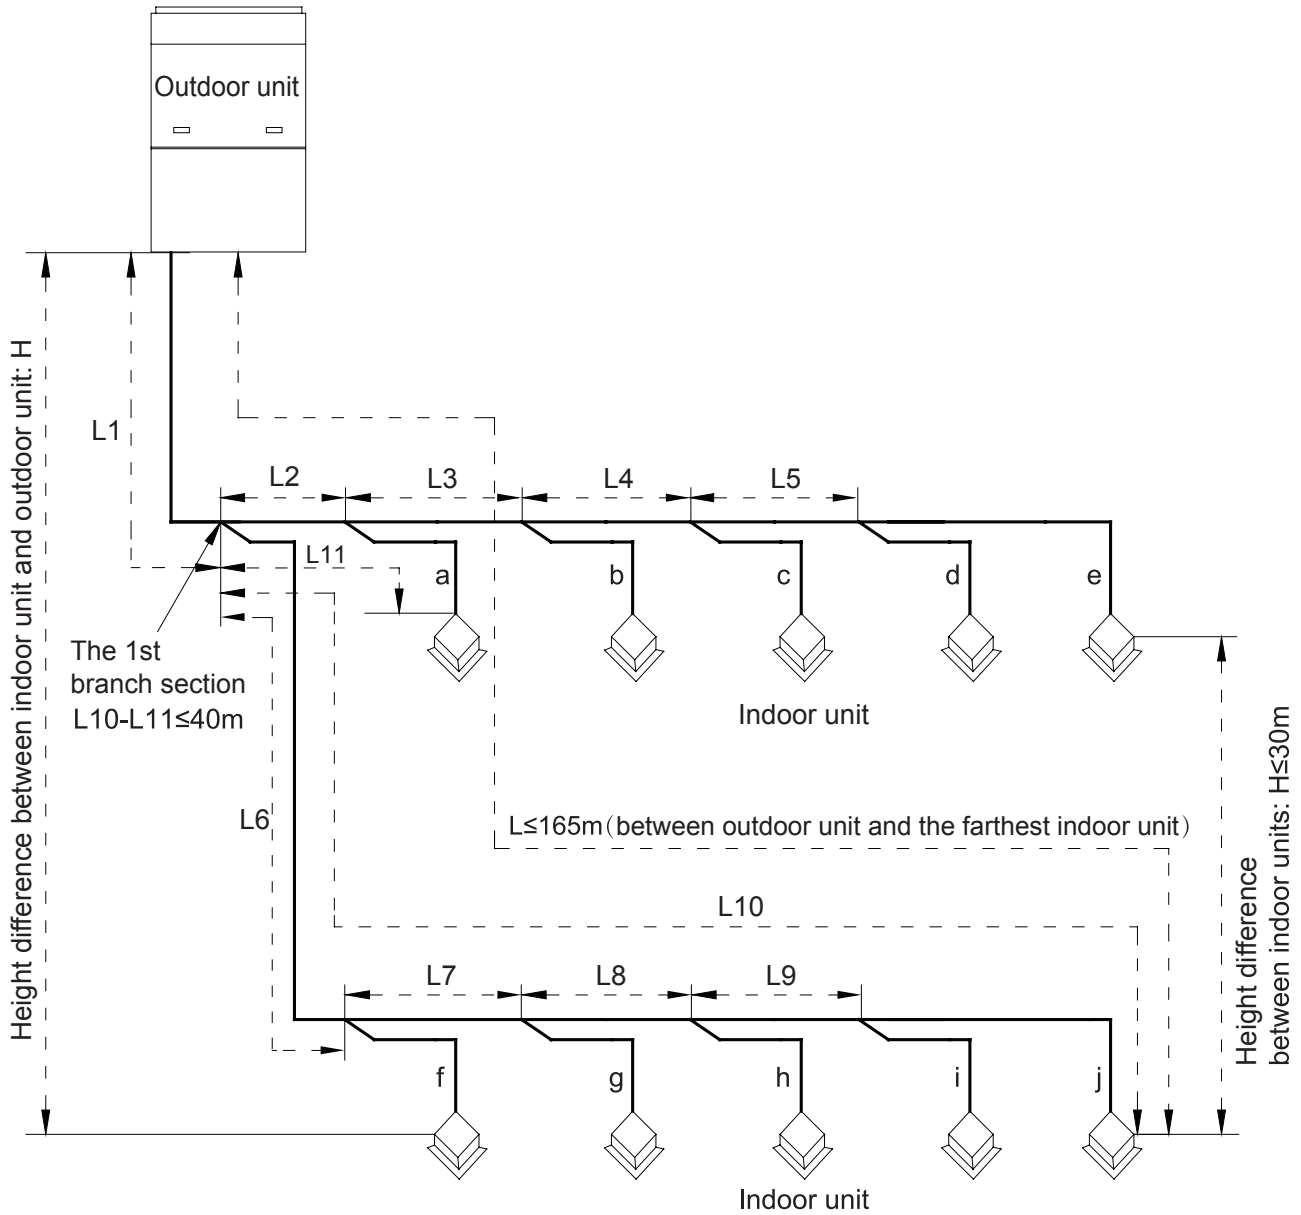 Outdoor unit
Height difference between indoor unit and outdoor unit: H
L1
L2
L3
L4
L5
L11
a
b
c
d
e
The 1st
branch section
L10-L11≤40m
Indoor unit
L6
L≤165m(between outdoor unit and the farthest indoor unit)
L10
Height difference
between indoor units: H≤30m
L7
L8
L9
f
g
h
i
j
Indoor unit